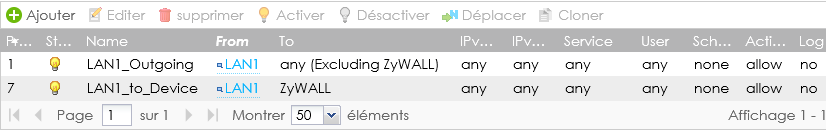 Ajouter Editer supprimer Activer Désactiver Déplacer Cloner
P... St... Name From To IPv... IPv... Service User Sch... Acti... Log
1 LAN1_Outgoing LAN1 any (Excluding ZyWALL) any any any any none allow no
7 LAN1_to_Device LAN1 ZyWALL any any any any none allow no
Page 1 sur 1 Montrer 50 éléments Affichage 1 - 1